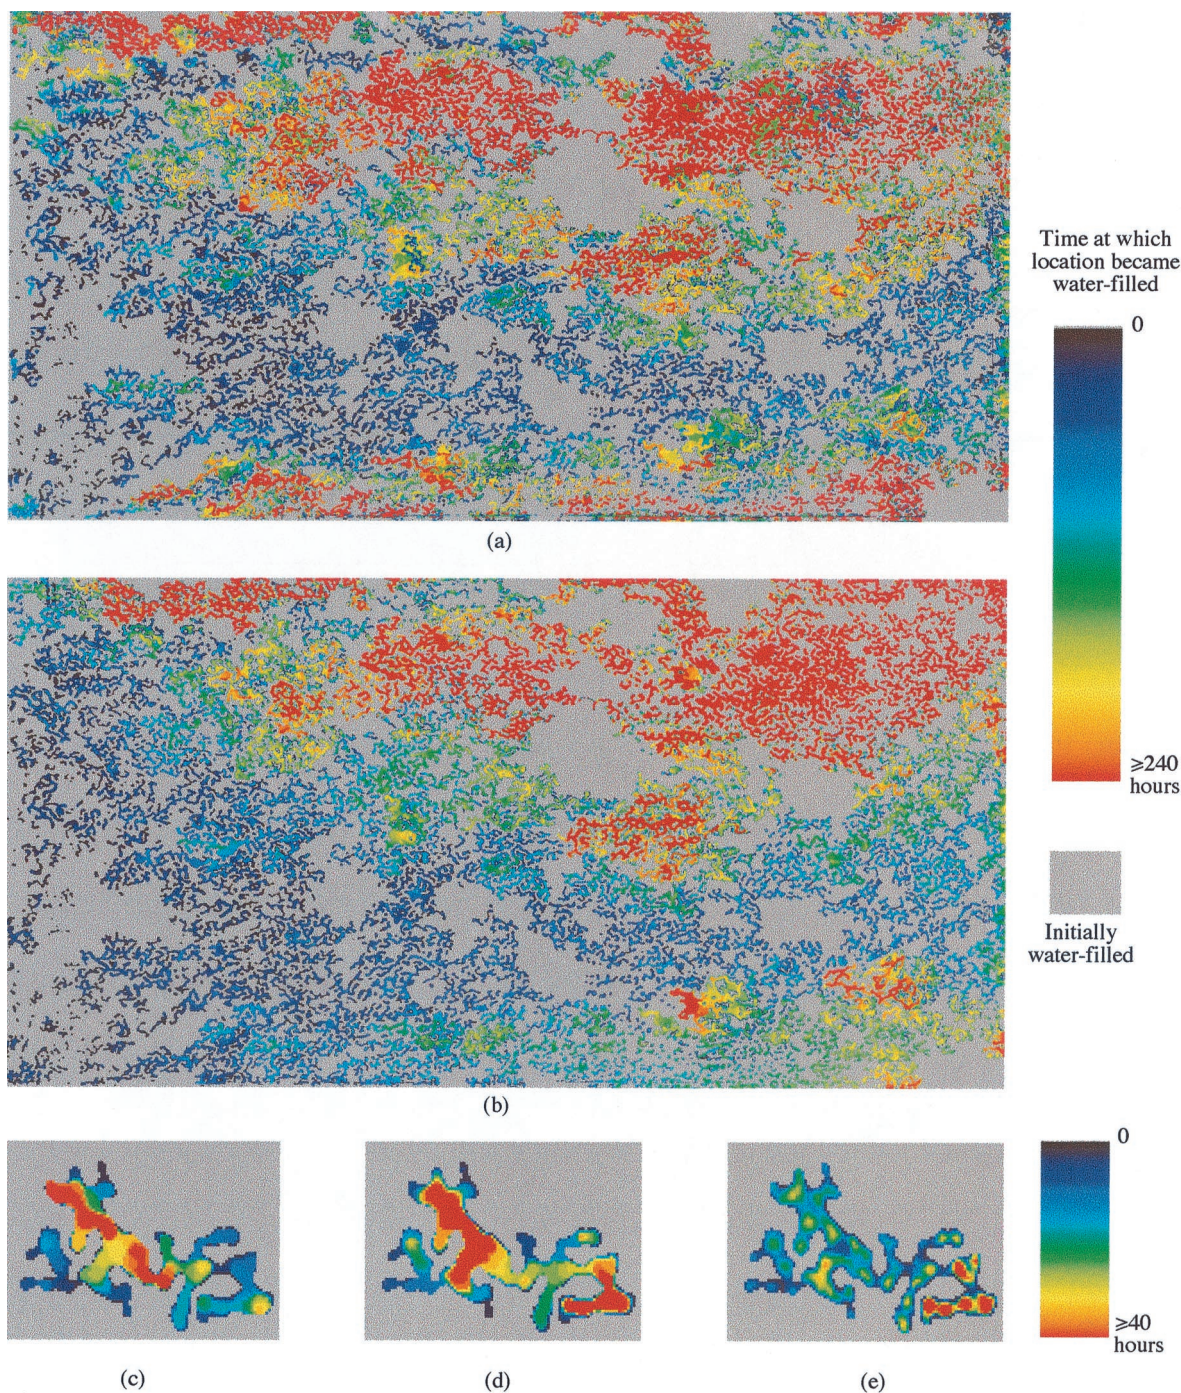 Time at which
location became
water-filled
0
≥240
hours
Initially
water-filled
(a)
(b)
0
≥40
hours
(c)
(d)
(e)